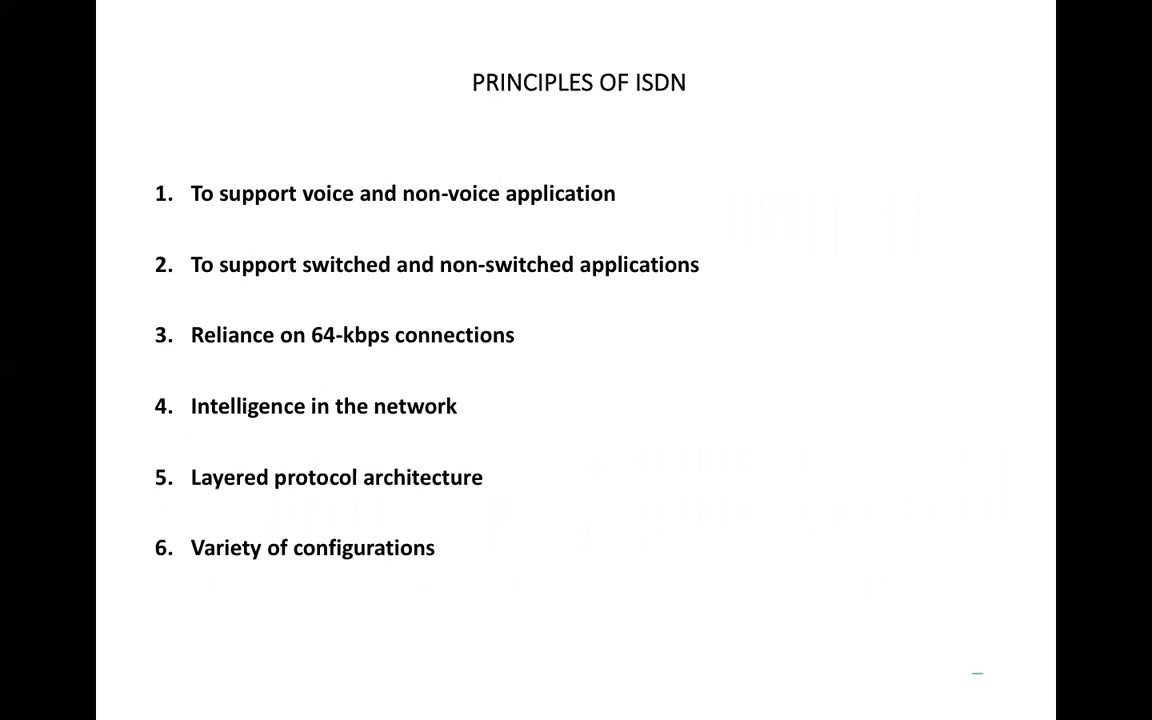 PRINCIPLES OF ISDN
1. To support voice and non-voice application
2. To support switched and non-switched applications
3. Reliance on 64-kbps connections
4. Intelligence in the network
5. Layered protocol architecture
6. Variety of configurations